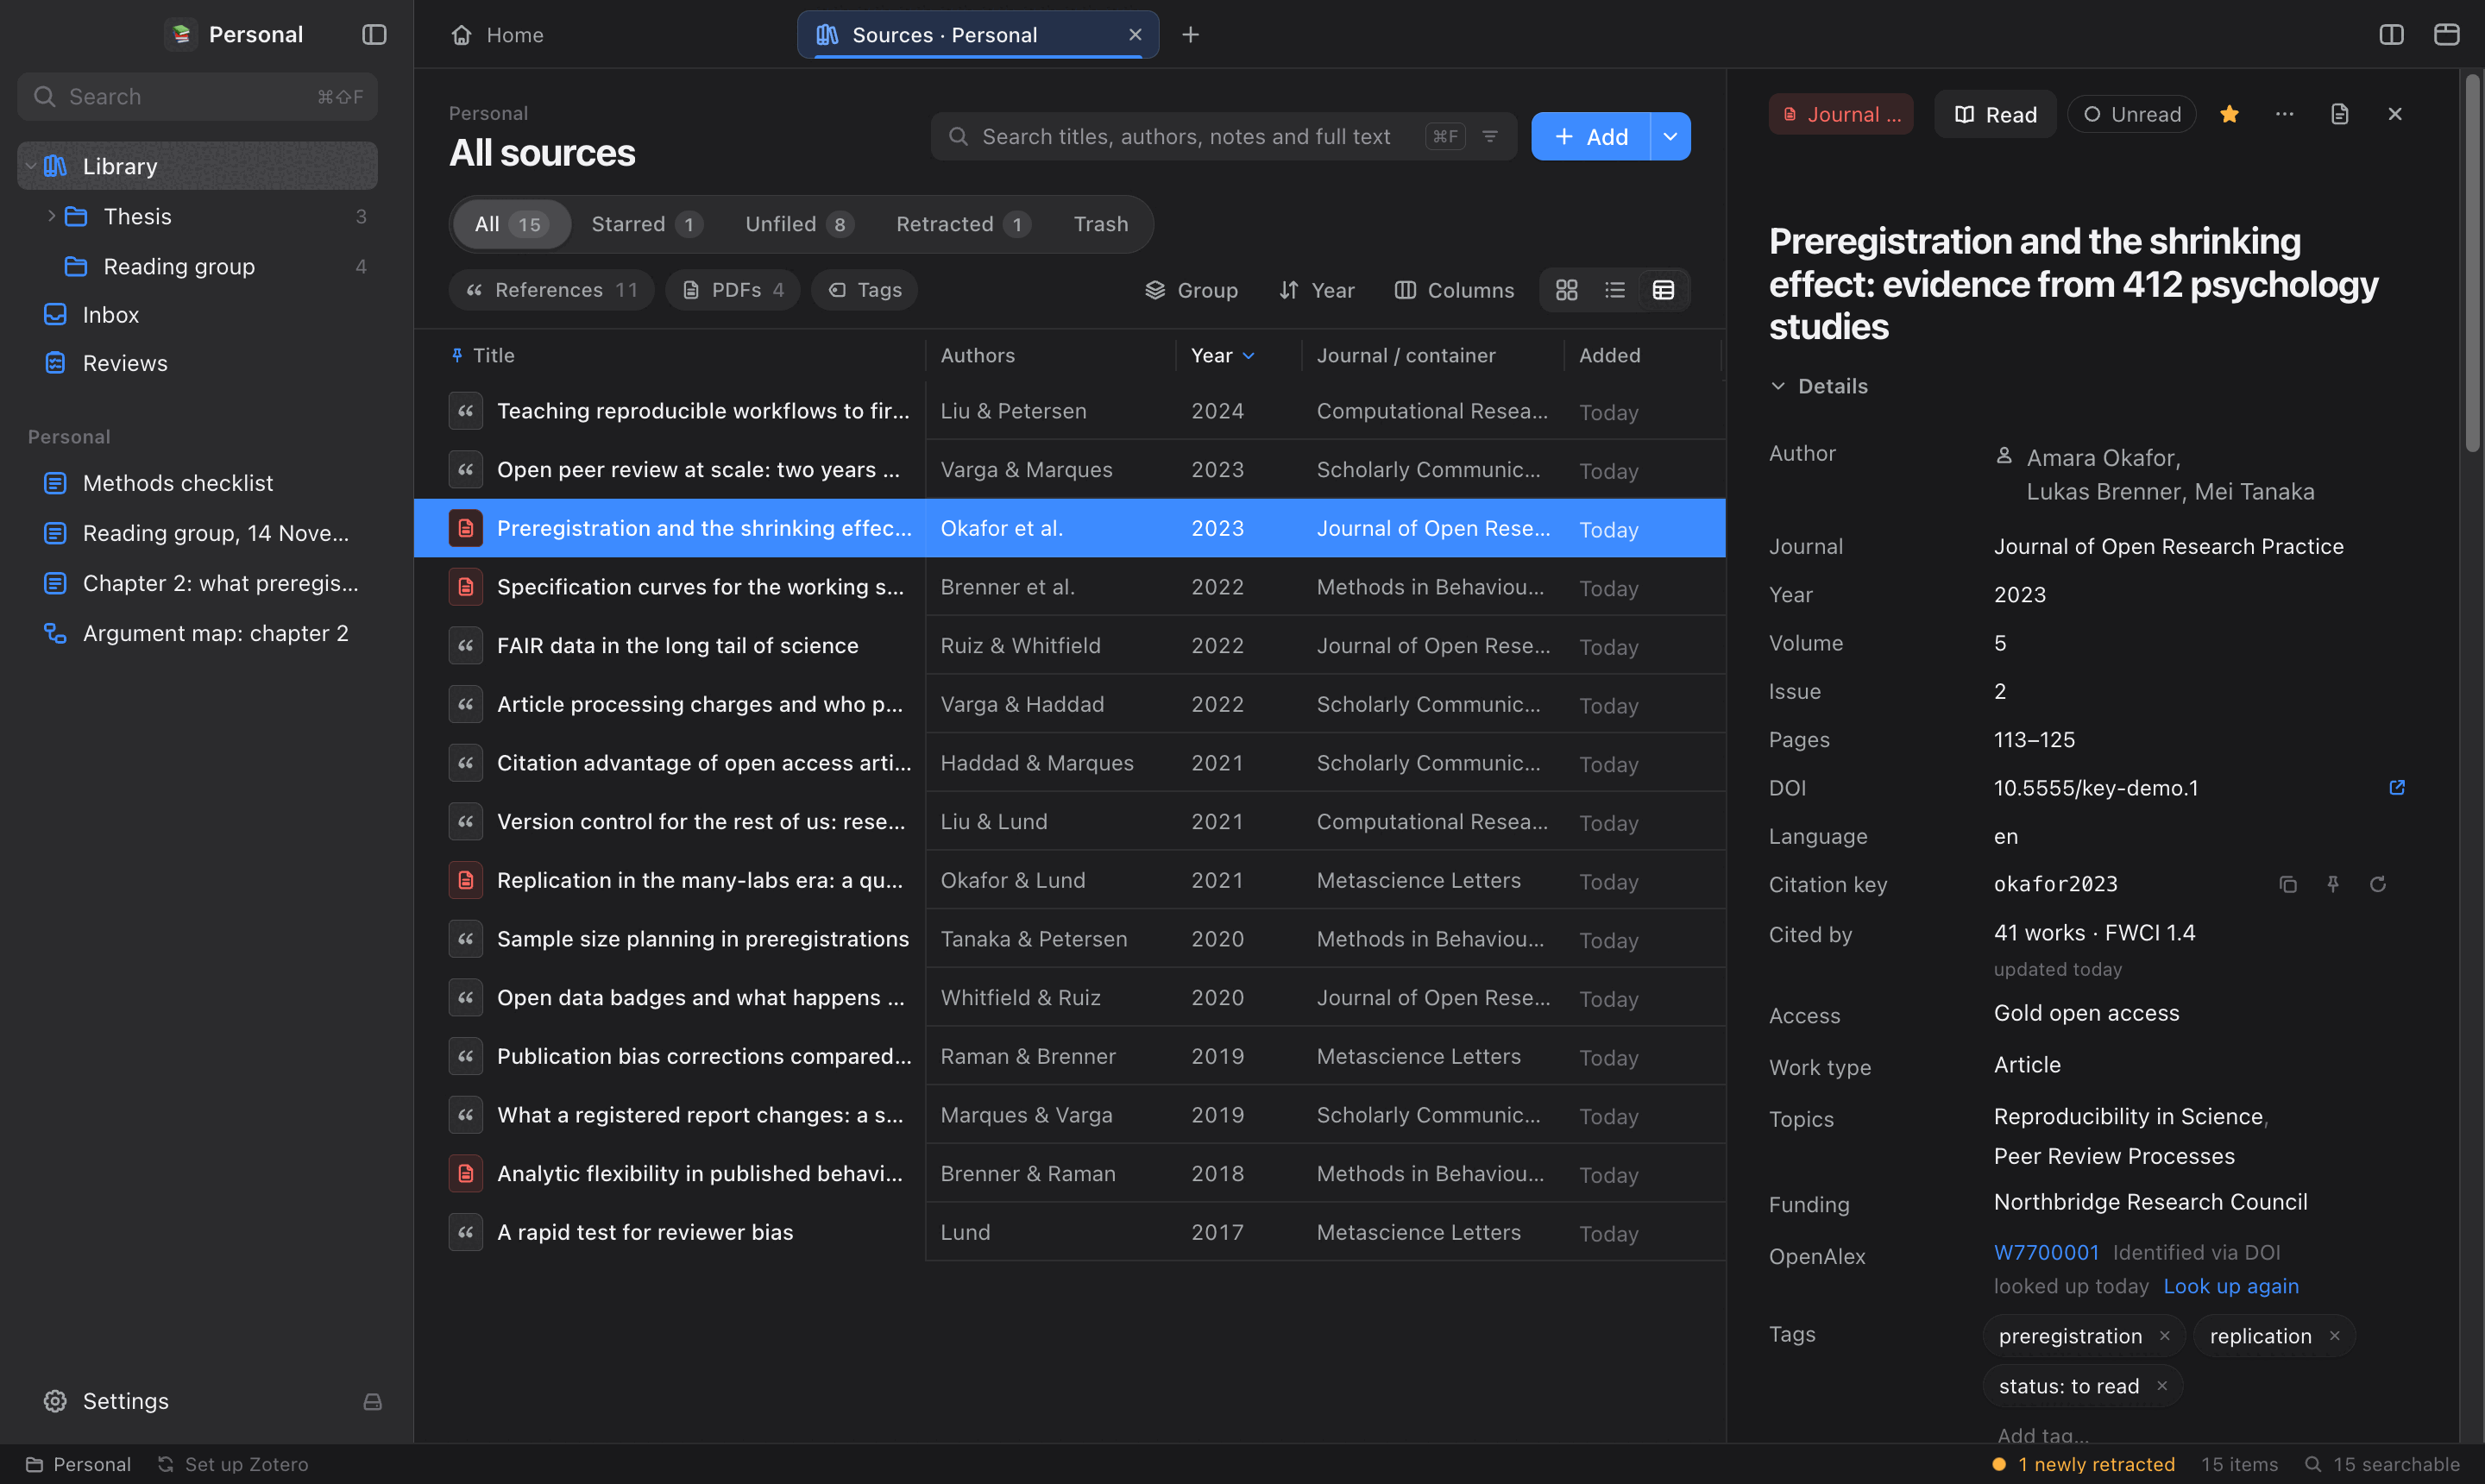 Personal
Search ⌘⇧F
Library
Thesis 3
Reading group 4
Inbox
Reviews
Personal
Methods checklist
Reading group, 14 Nove...
Chapter 2: what preregis...
Argument map: chapter 2
Settings
Home
Sources · Personal
Personal
All sources
Search titles, authors, notes and full text ⌘F
Add
All 15 Starred 1 Unfiled 8 Retracted 1 Trash
References 11 PDFs 4 Tags
Group Year Columns
Title Authors Year Journal / container Added
Teaching reproducible workflows to fir... Liu & Petersen 2024 Computational Resea... Today
Open peer review at scale: two years ... Varga & Marques 2023 Scholarly Communic... Today
Preregistration and the shrinking effec... Okafor et al. 2023 Journal of Open Rese... Today
Specification curves for the working s... Brenner et al. 2022 Methods in Behaviou... Today
FAIR data in the long tail of science Ruiz & Whitfield 2022 Journal of Open Rese... Today
Article processing charges and who p... Varga & Haddad 2022 Scholarly Communic... Today
Citation advantage of open access arti... Haddad & Marques 2021 Scholarly Communic... Today
Version control for the rest of us: rese... Liu & Lund 2021 Computational Resea... Today
Replication in the many-labs era: a qu... Okafor & Lund 2021 Metascience Letters Today
Sample size planning in preregistrations Tanaka & Petersen 2020 Methods in Behaviou... Today
Open data badges and what happens ... Whitfield & Ruiz 2020 Journal of Open Rese... Today
Publication bias corrections compared... Raman & Brenner 2019 Metascience Letters Today
What a registered report changes: a s... Marques & Varga 2019 Scholarly Communic... Today
Analytic flexibility in published behavi... Brenner & Raman 2018 Methods in Behaviou... Today
A rapid test for reviewer bias Lund 2017 Metascience Letters Today
Journal ... Read Unread
Preregistration and the shrinking
effect: evidence from 412 psychology
studies
Details
Author Amara Okafor,
Lukas Brenner, Mei Tanaka
Journal Journal of Open Research Practice
Year 2023
Volume 5
Issue 2
Pages 113–125
DOI 10.5555/key-demo.1
Language en
Citation key okafor2023
Cited by 41 works · FWCI 1.4
updated today
Access Gold open access
Work type Article
Topics Reproducibility in Science,
Peer Review Processes
Funding Northbridge Research Council
OpenAlex W7700001 Identified via DOI
looked up today Look up again
Tags preregistration × replication ×
status: to read ×
Add tag...
Personal Set up Zotero
1 newly retracted 15 items 15 searchable